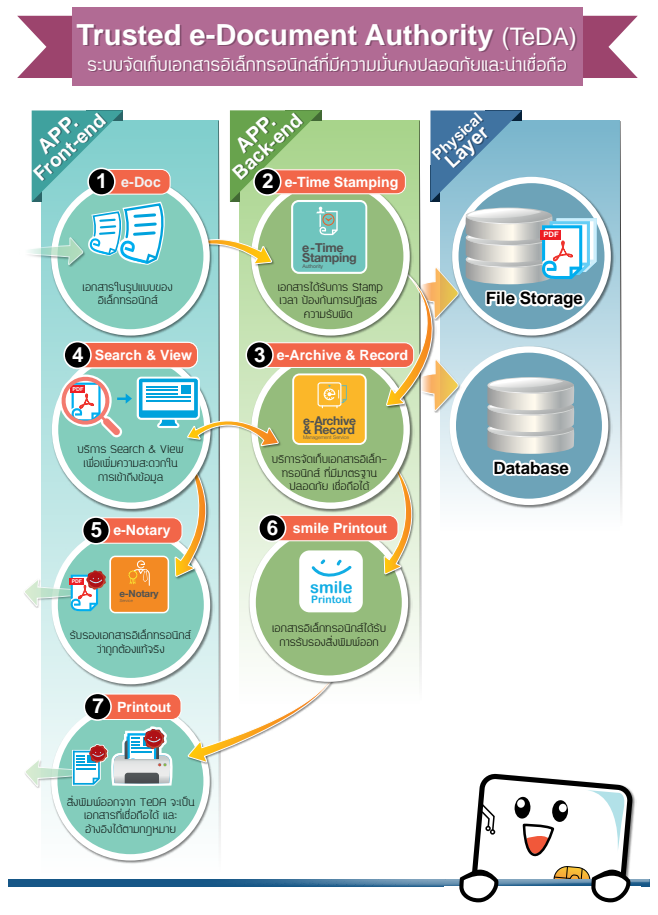 Trusted e-Document Authority (TeDA)
ระบบจัดเก็บเอกสารอิเล็กทรอนิกส์ที่มีความมั่นคงปลอดภัยและน่าเชื่อถือ
APP.
Front-end
APP.
Back-end
Physical
Layer
1 e-Doc
เอกสารในรูปแบบของ
อิเล็กทรอนิกส์
2 e-Time Stamping
e-Time
Stamping
Authority
เอกสารได้รับการ Stamp
เวลา ป้องกันการปฏิเสธ
ความรับผิด
PDF
File Storage
4 Search & View
PDF
บริการ Search & View
เพื่อเพิ่มความสะดวกใน
การเข้าถึงข้อมูล
3 e-Archive & Record
e-Archive
& Record
Management Service
บริการจัดเก็บเอกสารอิเล็ก-
ทรอนิกส์ ที่มีมาตรฐาน
ปลอดภัย เชื่อถือได้
Database
5 e-Notary
PDF
e-Notary
Service
รับรองเอกสารอิเล็กทรอนิกส์
ว่าถูกต้องแท้จริง
6 smile Printout
smile
Printout
เอกสารอิเล็กทรอนิกส์ได้รับ
การรับรองสิ่งพิมพ์ออก
7 Printout
สิ่งพิมพ์ออกจาก TeDA จะเป็น
เอกสารที่เชื่อถือได้ และ
อ้างอิงได้ตามกฎหมาย